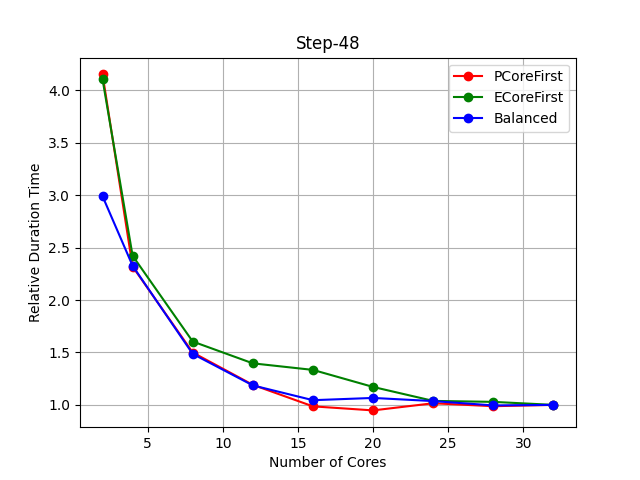 Step-48
PCoreFirst
ECoreFirst
Balanced
Relative Duration Time
4.0
3.5
3.0
2.5
2.0
1.5
1.0
5
10
15
20
25
30
Number of Cores